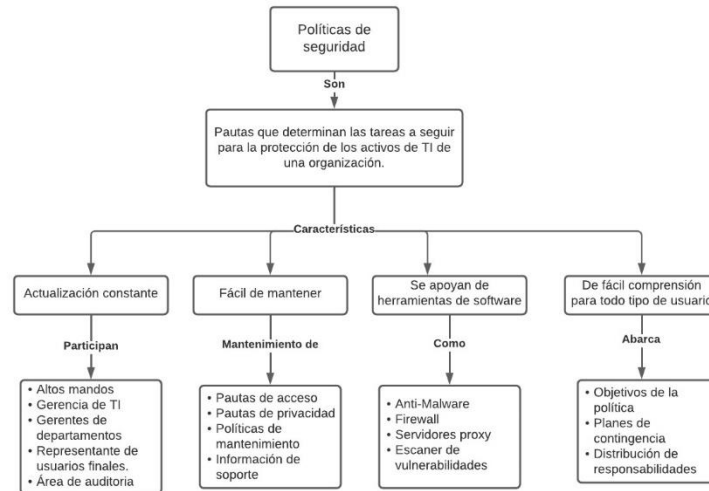 Políticas de
seguridad
Son
Pautas que determinan las tareas a seguir
para la protección de los activos de TI de
una organización.
Características
Actualización constante
Fácil de mantener
Se apoyan de
herramientas de software
De fácil comprensión
para todo tipo de usuario
Participan
Mantenimiento de
Como
Abarca
• Altos mandos
• Gerencia de TI
• Gerentes de
departamentos
• Representante de
usuarios finales.
• Área de auditoria
• Pautas de acceso
• Pautas de privacidad
• Políticas de
mantenimiento
• Información de
soporte
• Anti-Malware
• Firewall
• Servidores proxy
• Escaner de
vulnerabilidades
• Objetivos de la
política
• Planes de
contingencia
• Distribución de
responsabilidades